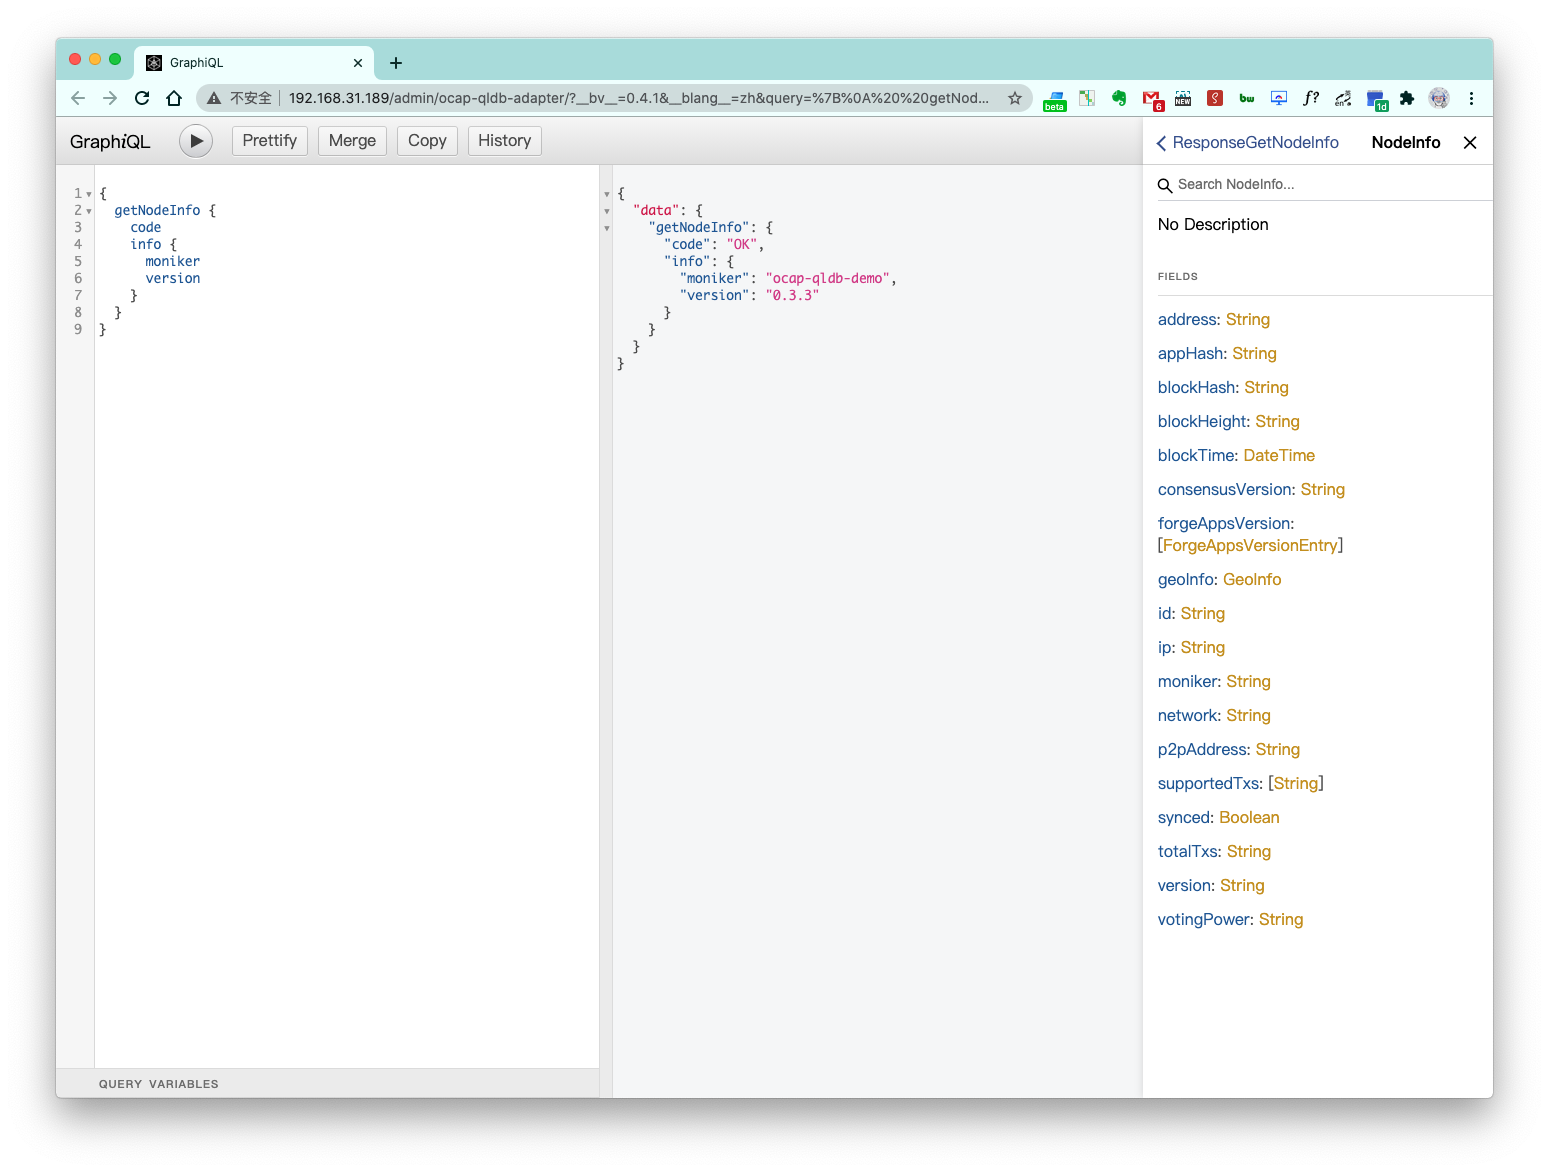 GraphiQL
不安全
192.168.31.189/admin/ocap-qldb-adapter/?__bv__=0.4.1&__blang__=zh&query=%7B%0A%20%20getNod...
beta
6
NEW
bw
f?
en
1d
GraphiQL
Prettify
Merge
Copy
History
1 {
2 getNodeInfo {
3 code
4 info {
5 moniker
6 version
7 }
8 }
9 }
QUERY VARIABLES
{
"data": {
"getNodeInfo": {
"code": "OK",
"info": {
"moniker": "ocap-qldb-demo",
"version": "0.3.3"
}
}
}
}
ResponseGetNodeInfo
NodeInfo
Search NodeInfo...
No Description
FIELDS
address: String
appHash: String
blockHash: String
blockHeight: String
blockTime: DateTime
consensusVersion: String
forgeAppsVersion:
[ForgeAppsVersionEntry]
geoInfo: GeoInfo
id: String
ip: String
moniker: String
network: String
p2pAddress: String
supportedTxs: [String]
synced: Boolean
totalTxs: String
version: String
votingPower: String